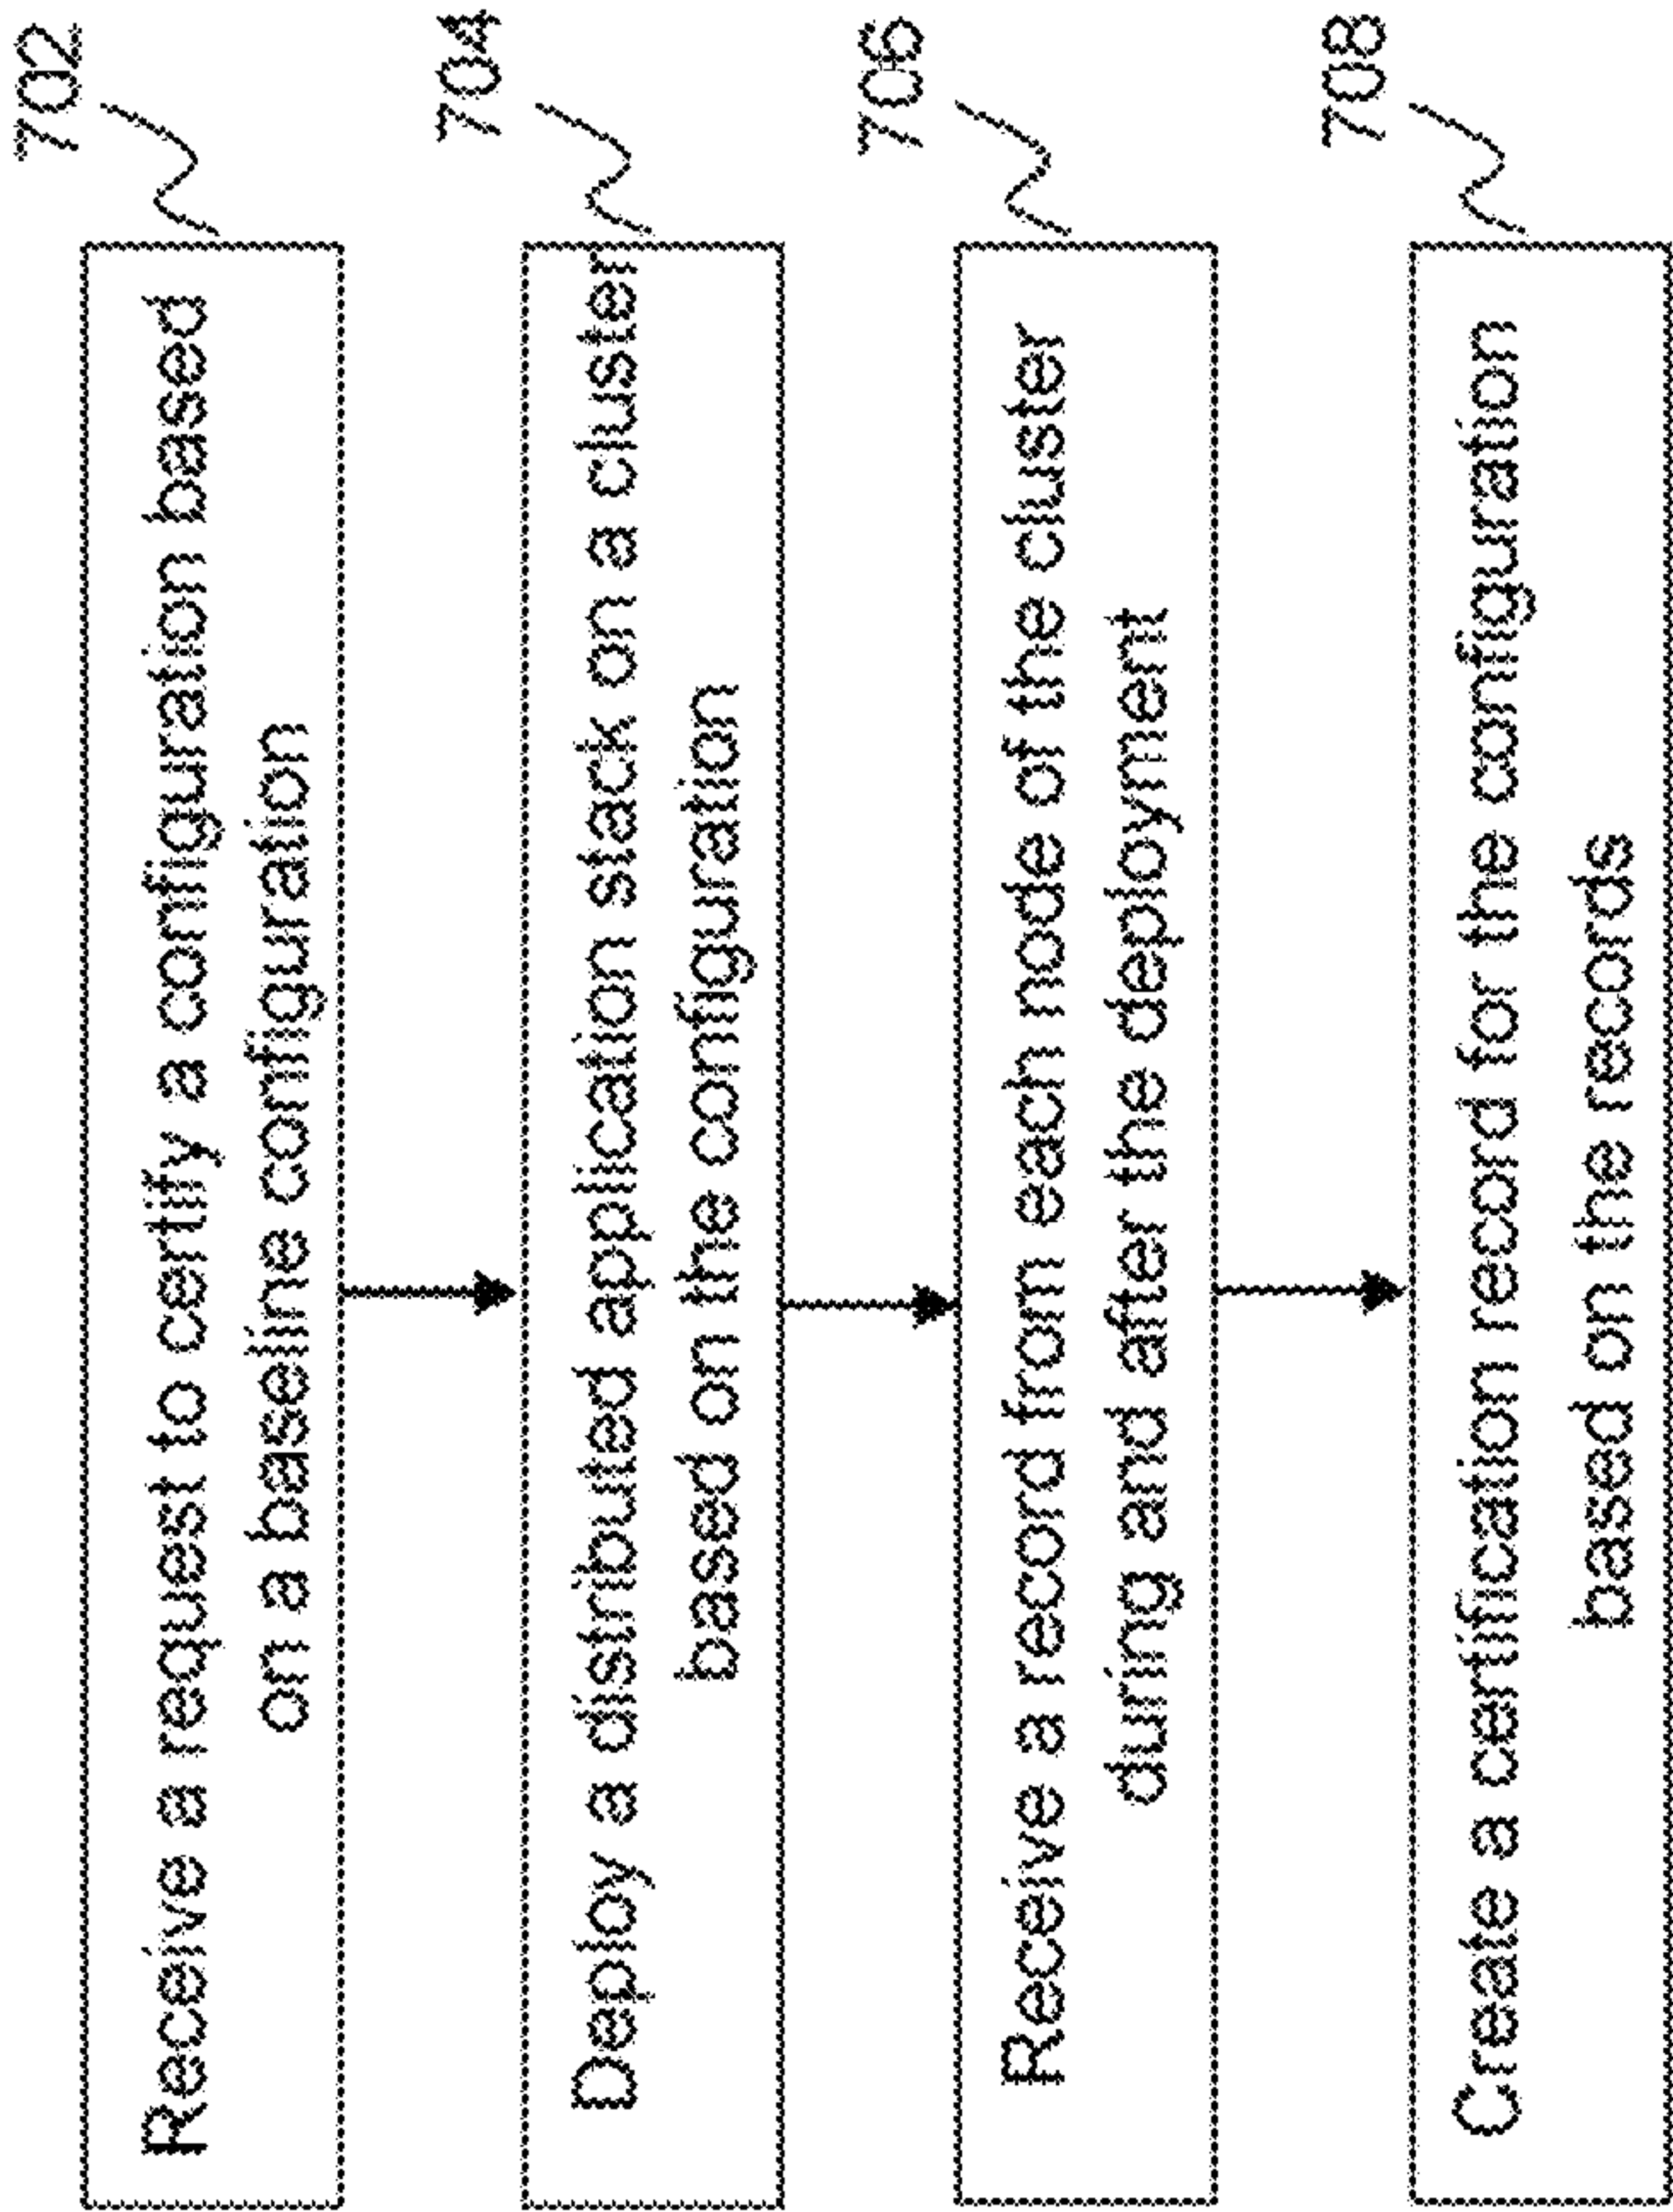 702
Receive a request to certify a configuration based
on a baseline configuration
704
Deploy a distributed application stack on a cluster
based on the configuration
706
Receive a record from each node of the cluster
during and after the deployment
708
Create a certification record for the configuration
based on the records